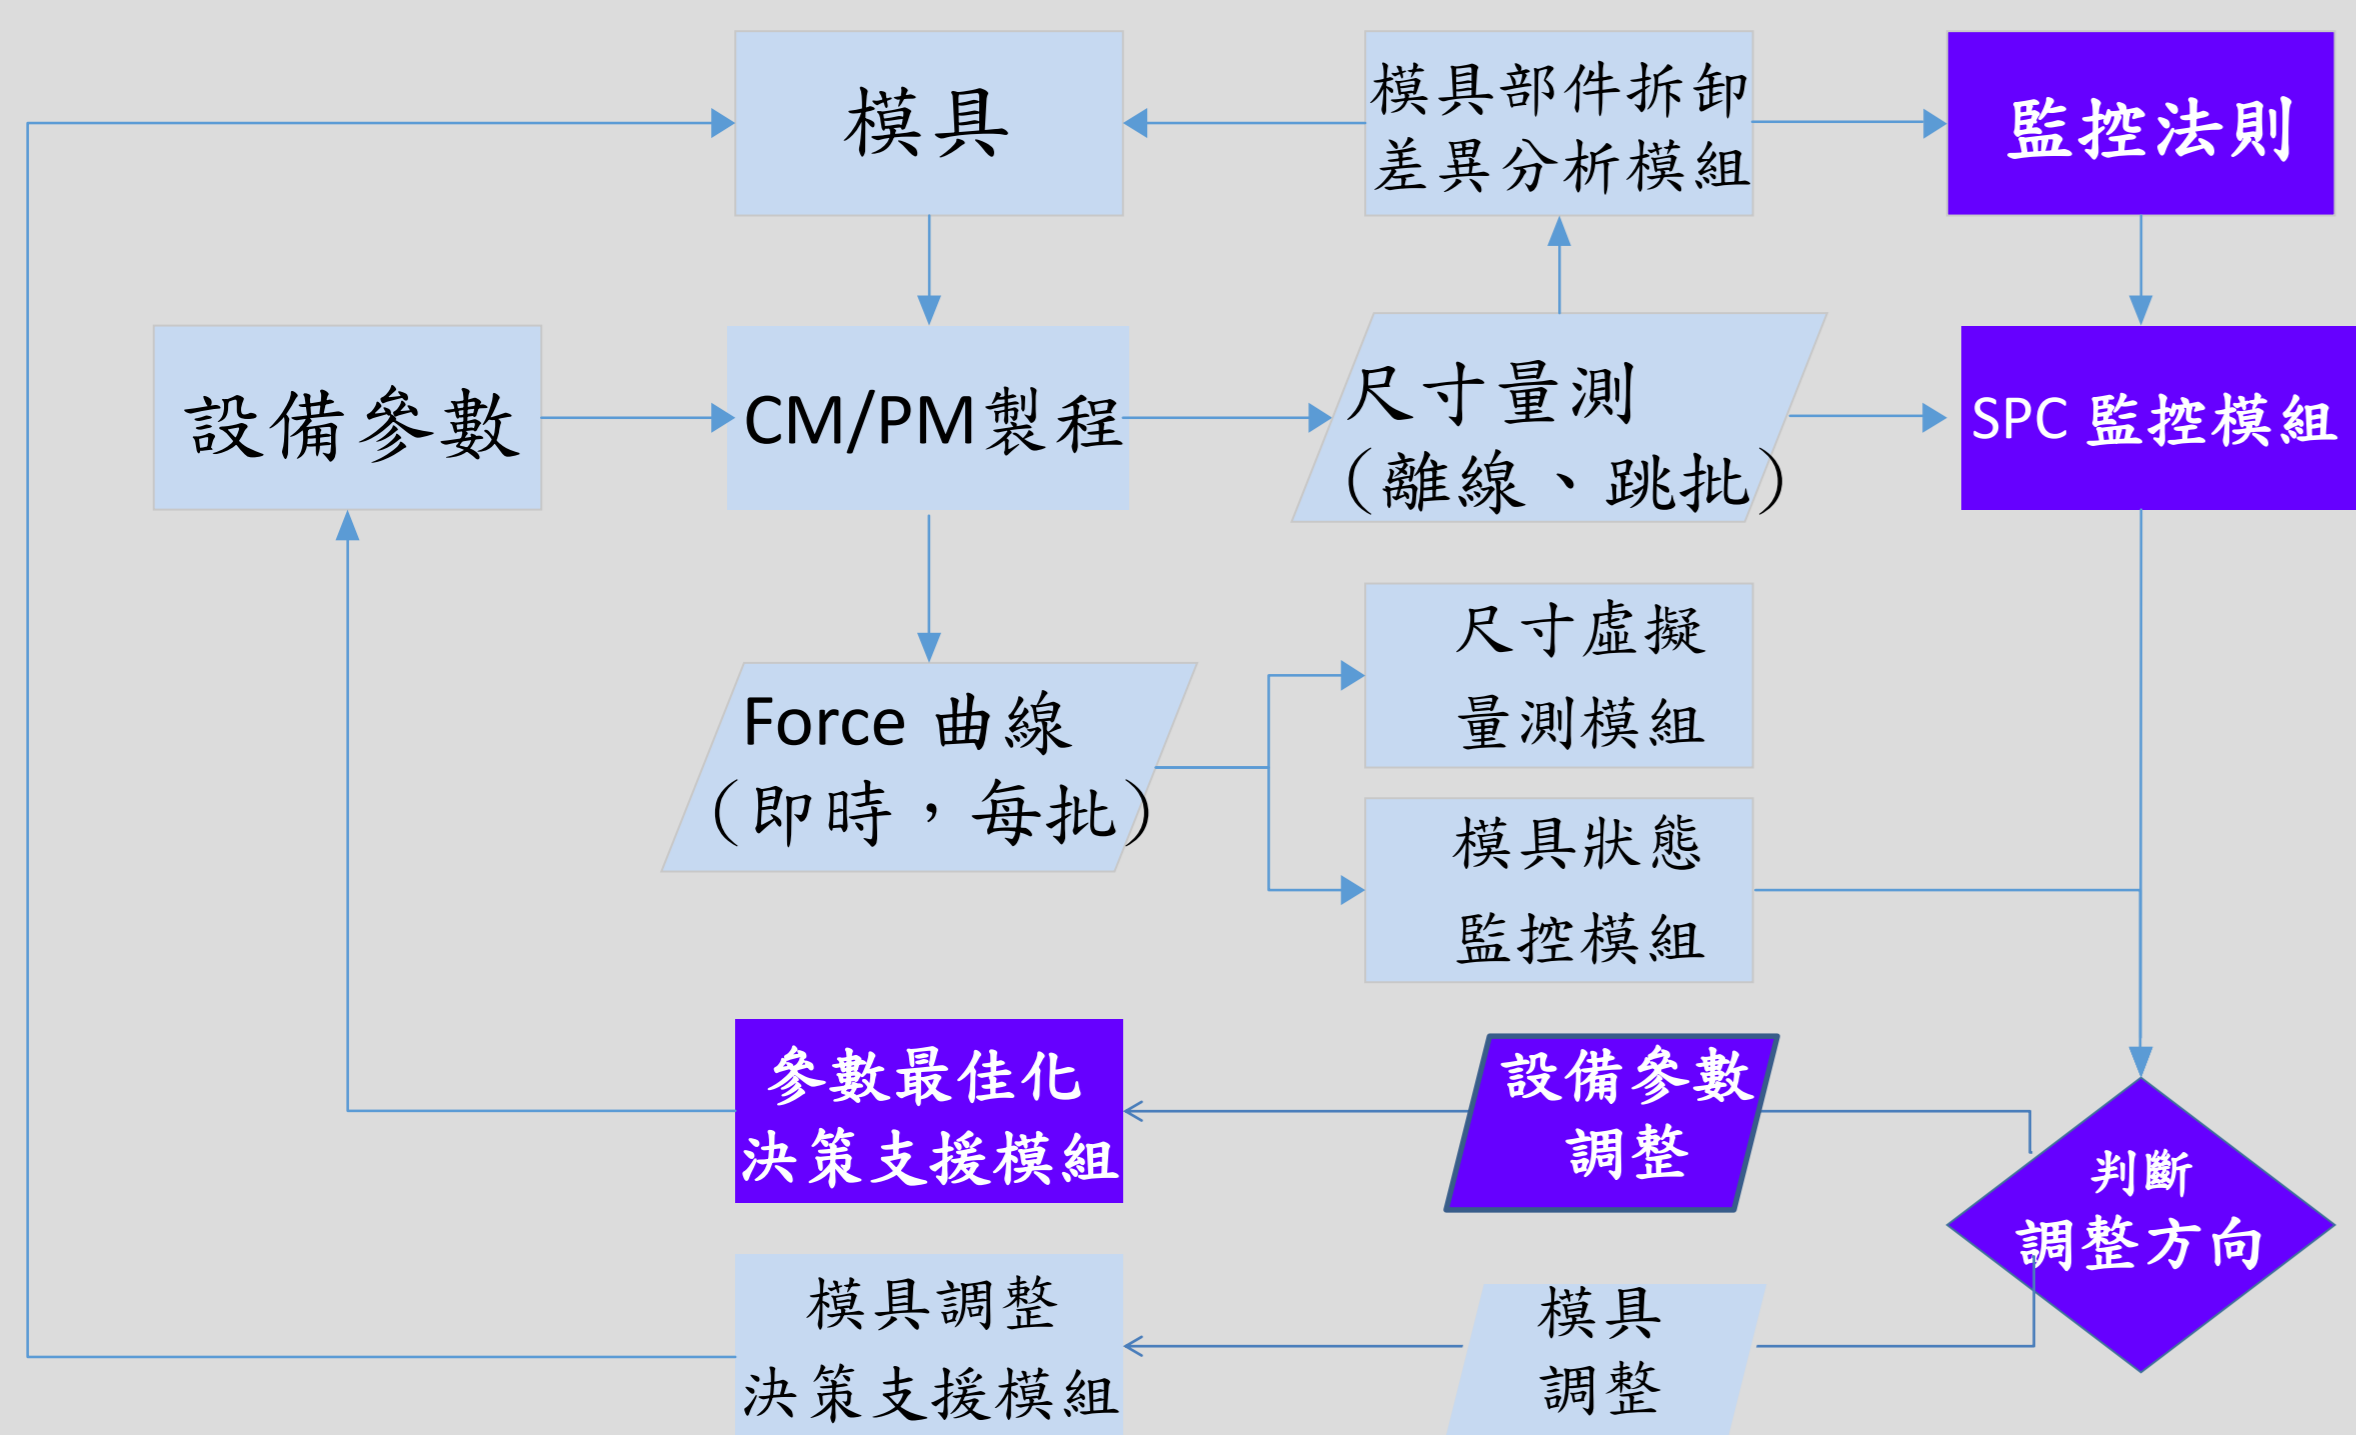 模具
模具部件拆卸
差異分析模組
監控法則
設備參數
CM/PM製程
尺寸量測
（離線、跳批）
SPC 監控模組
Force 曲線
（即時，每批）
尺寸虛擬
量測模組
模具狀態
監控模組
參數最佳化
決策支援模組
設備參數
調整
判斷
調整方向
模具調整
決策支援模組
模具
調整